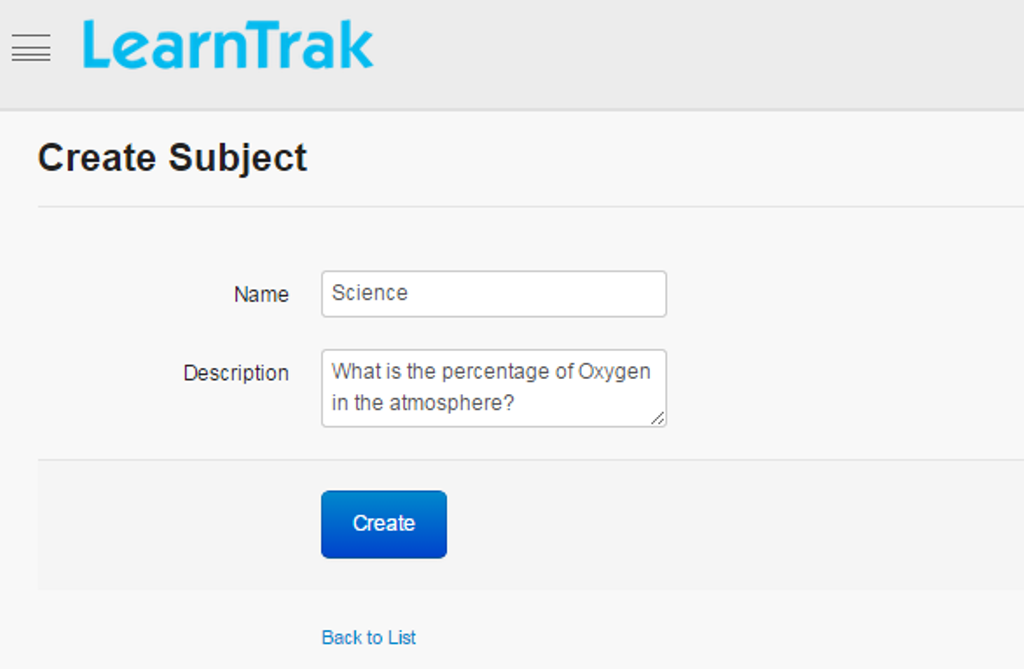 LearnTrak
Create Subject
Name
Science
Description
What is the percentage of Oxygen
in the atmosphere?
Create
Back to List